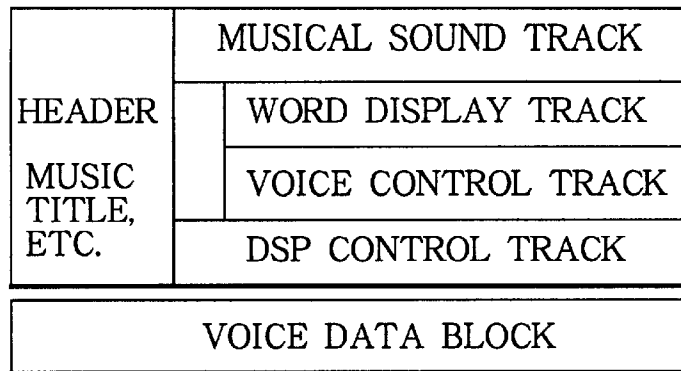 HEADER
MUSIC
TITLE,
ETC.
MUSICAL SOUND TRACK
WORD DISPLAY TRACK
VOICE CONTROL TRACK
DSP CONTROL TRACK
VOICE DATA BLOCK